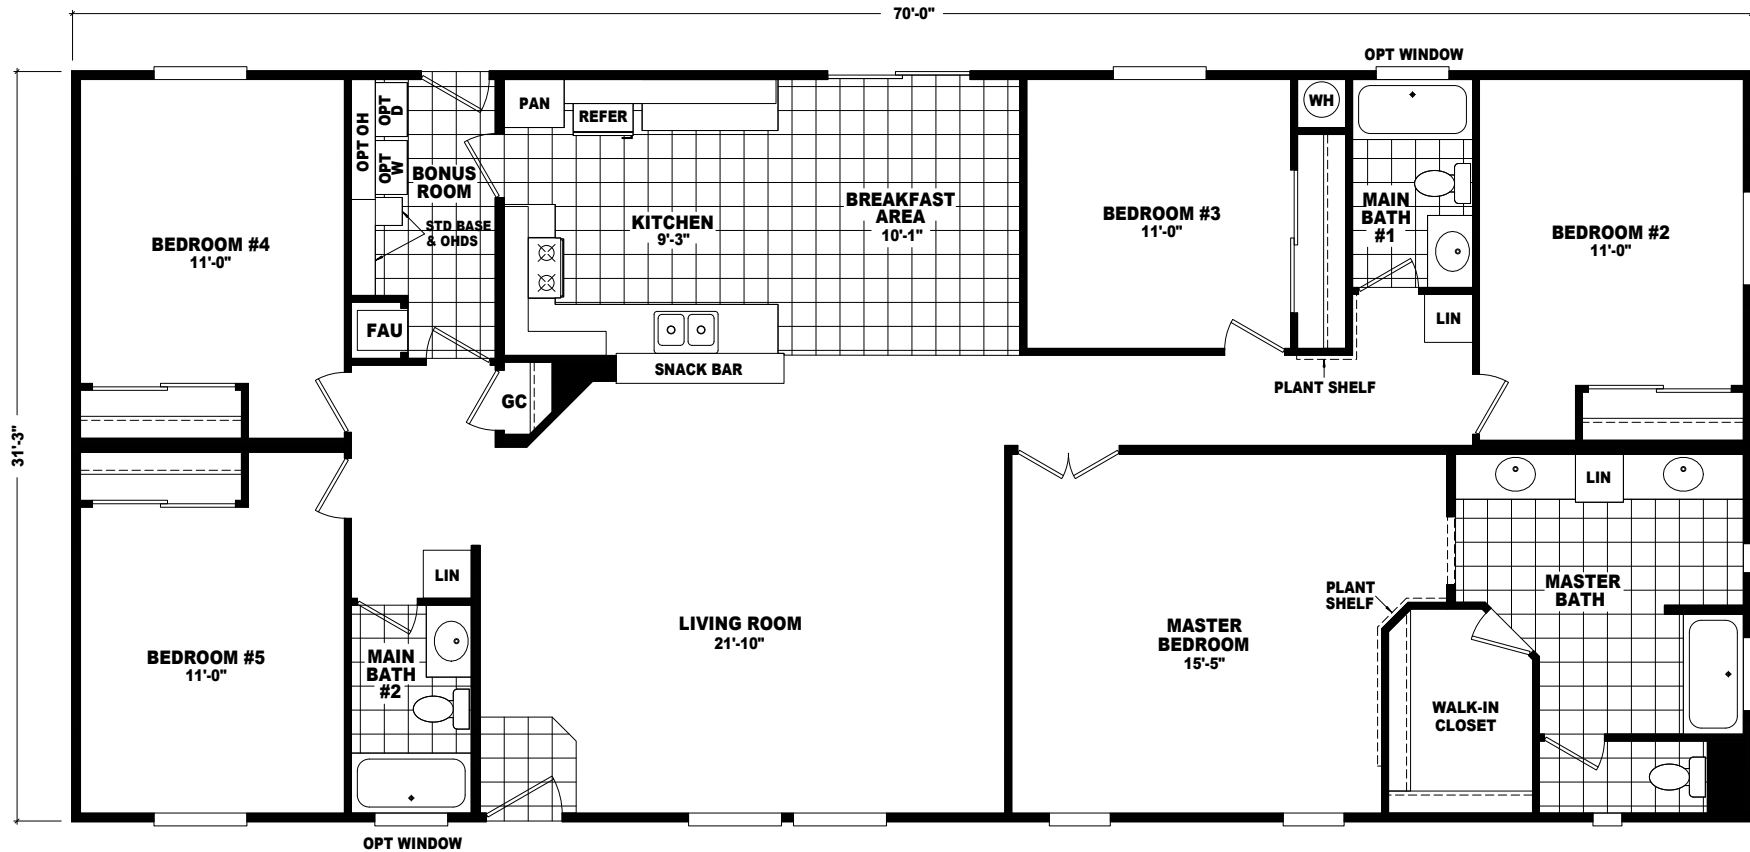 70'-0"
OPT WINDOW
31'-3"
BEDROOM #4
11'-0"
OPT OH
OPT
D
OPT
W
BONUS
ROOM
STD BASE
& OHDS
FAU
PAN
REFER
KITCHEN
9'-3"
BREAKFAST
AREA
10'-1"
SNACK BAR
GC
BEDROOM #3
11'-0"
WH
MAIN
BATH
#1
LIN
PLANT SHELF
BEDROOM #2
11'-0"
BEDROOM #5
11'-0"
LIN
MAIN
BATH
#2
OPT WINDOW
LIVING ROOM
21'-10"
MASTER
BEDROOM
15'-5"
PLANT
SHELF
WALK-IN
CLOSET
LIN
MASTER
BATH